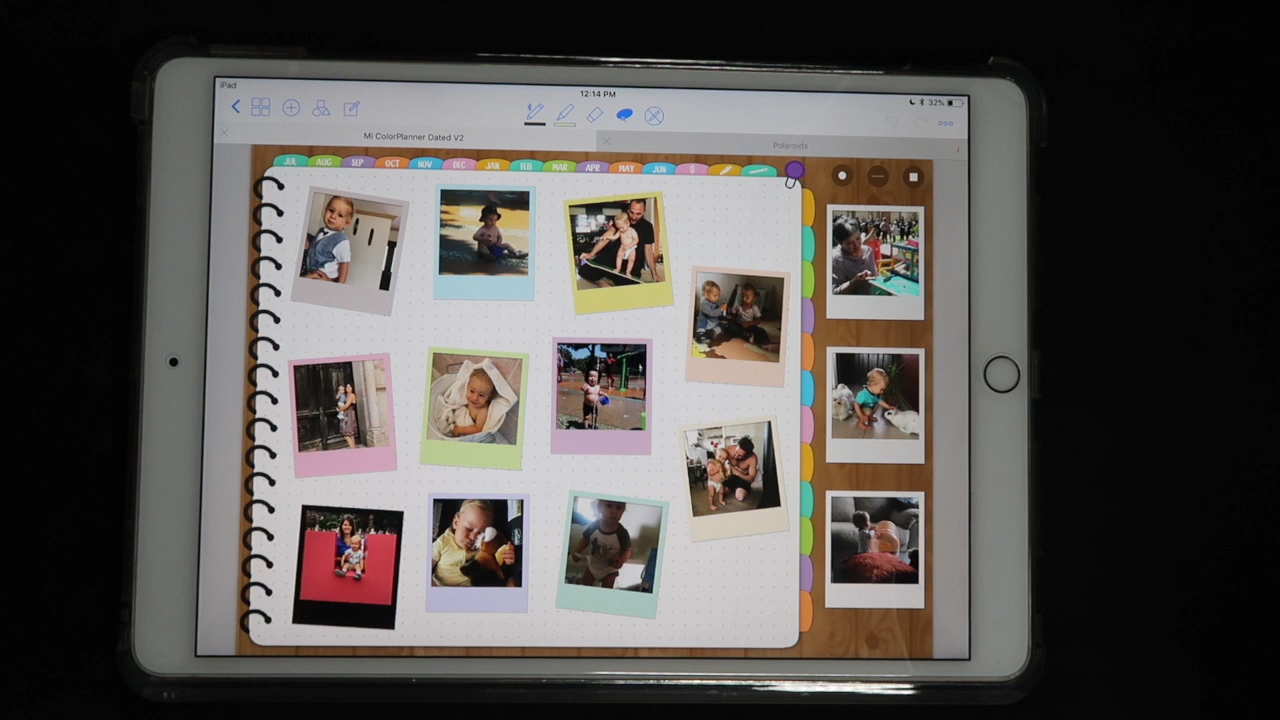 iPad
12:14 PM
32%
Mi ColorPlanner Dated V2
Polaroids
JUL AUG SEP OCT NOV DEC JAN FEB MAR APR MAY JUN $